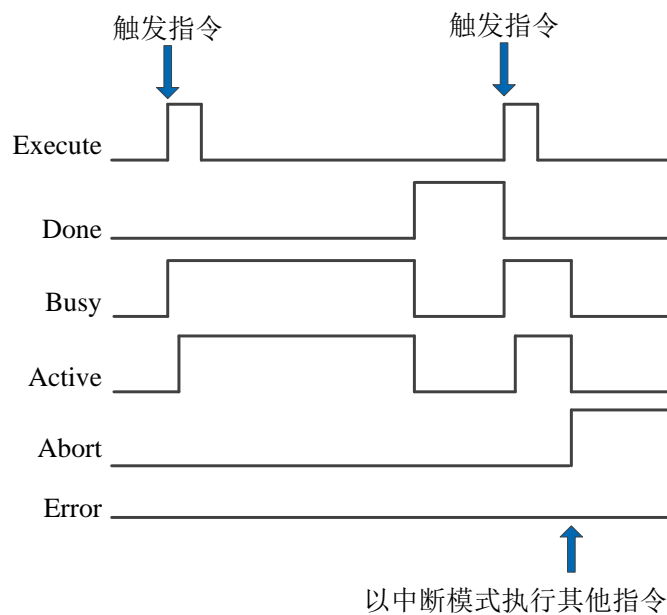 触发指令 触发指令
Execute
Done
Busy
Active
Abort
Error
以中断模式执行其他指令